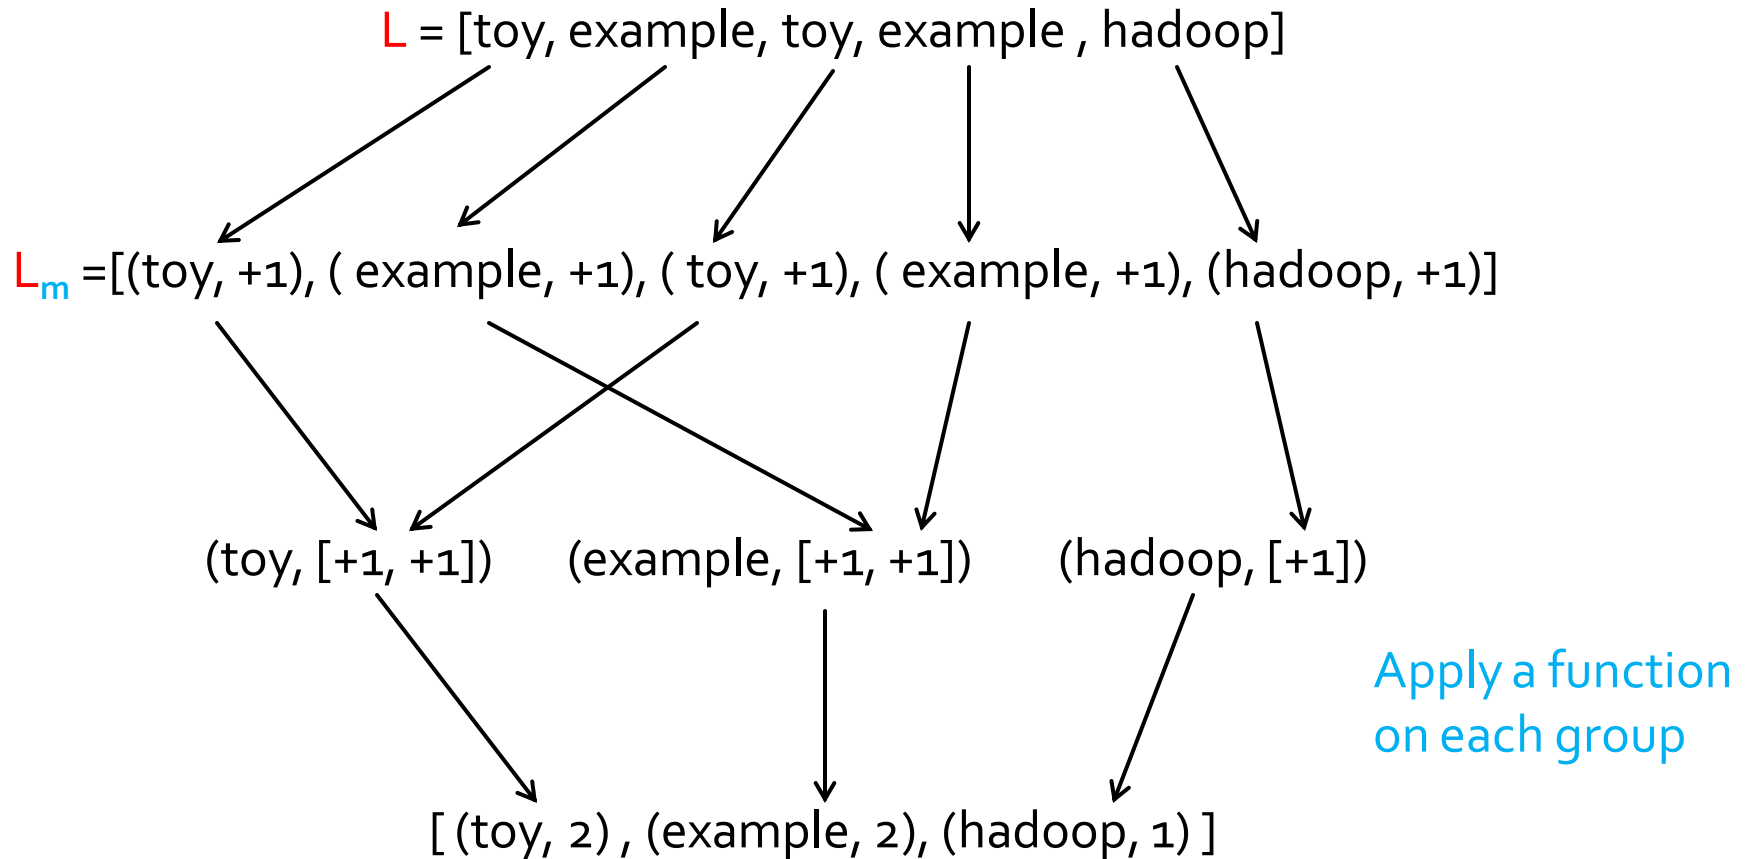 L = [toy, example, toy, example , hadoop]
Lm =[(toy, +1), ( example, +1), ( toy, +1), ( example, +1), (hadoop, +1)]
(toy, [+1, +1]) (example, [+1, +1]) (hadoop, [+1])
Apply a function
on each group
[ (toy, 2) , (example, 2), (hadoop, 1) ]